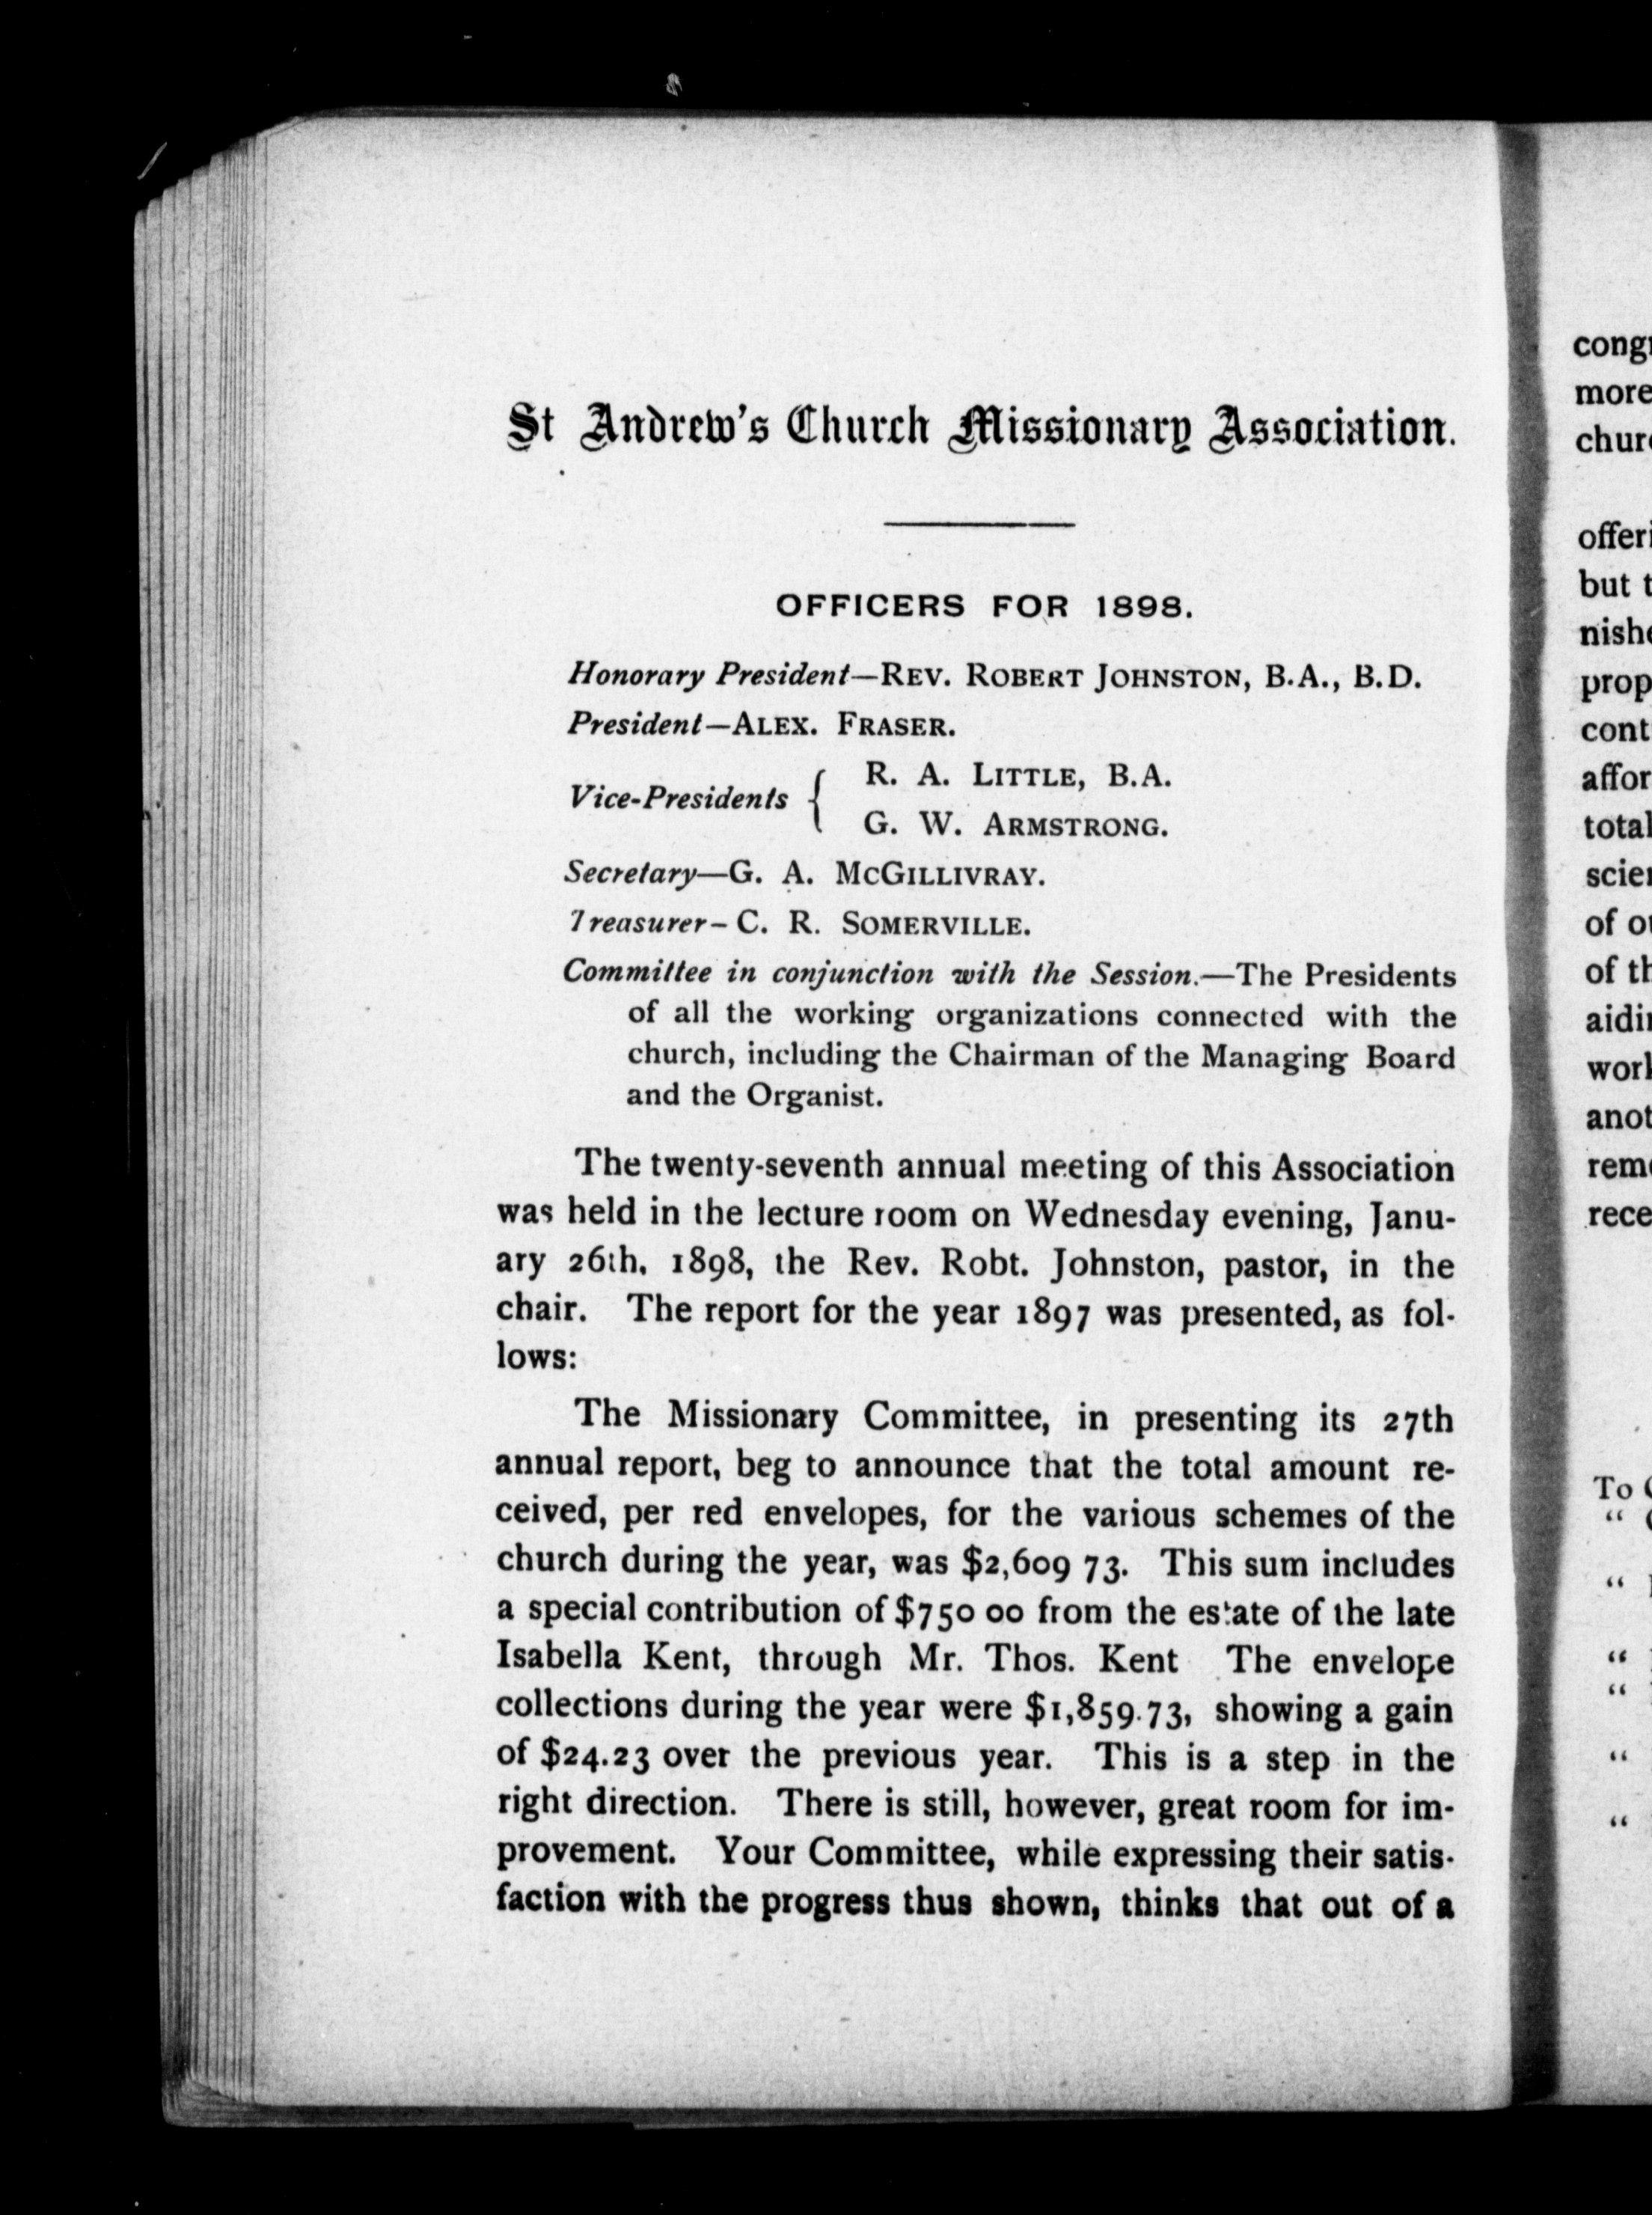 St Andrew's Church Missionary Association.
OFFICERS FOR 1898.
Honorary President—REV. ROBERT JOHNSTON, B.A., B.D.
President—ALEX. FRASER.
Vice-Presidents { R. A. LITTLE, B.A.
G. W. ARMSTRONG.
Secretary—G. A. MCGILLIVRAY.
Treasurer–C. R. SOMERVILLE.
Committee in conjunction with the Session.—The Presidents
of all the working organizations connected with the
church, including the Chairman of the Managing Board
and the Organist.
The twenty-seventh annual meeting of this Association
was held in the lecture room on Wednesday evening, Janu-
ary 26th, 1898, the Rev. Robt. Johnston, pastor, in the
chair. The report for the year 1897 was presented, as fol-
lows:
The Missionary Committee, in presenting its 27th
annual report, beg to announce that the total amount re-
ceived, per red envelopes, for the various schemes of the
church during the year, was $2,609 73. This sum includes
a special contribution of $750 00 from the estate of the late
Isabella Kent, through Mr. Thos. Kent The envelope
collections during the year were $1,859.73, showing a gain
of $24.23 over the previous year. This is a step in the
right direction. There is still, however, great room for im-
provement. Your Committee, while expressing their satis-
faction with the progress thus shown, thinks that out of a
more
but t
of
To